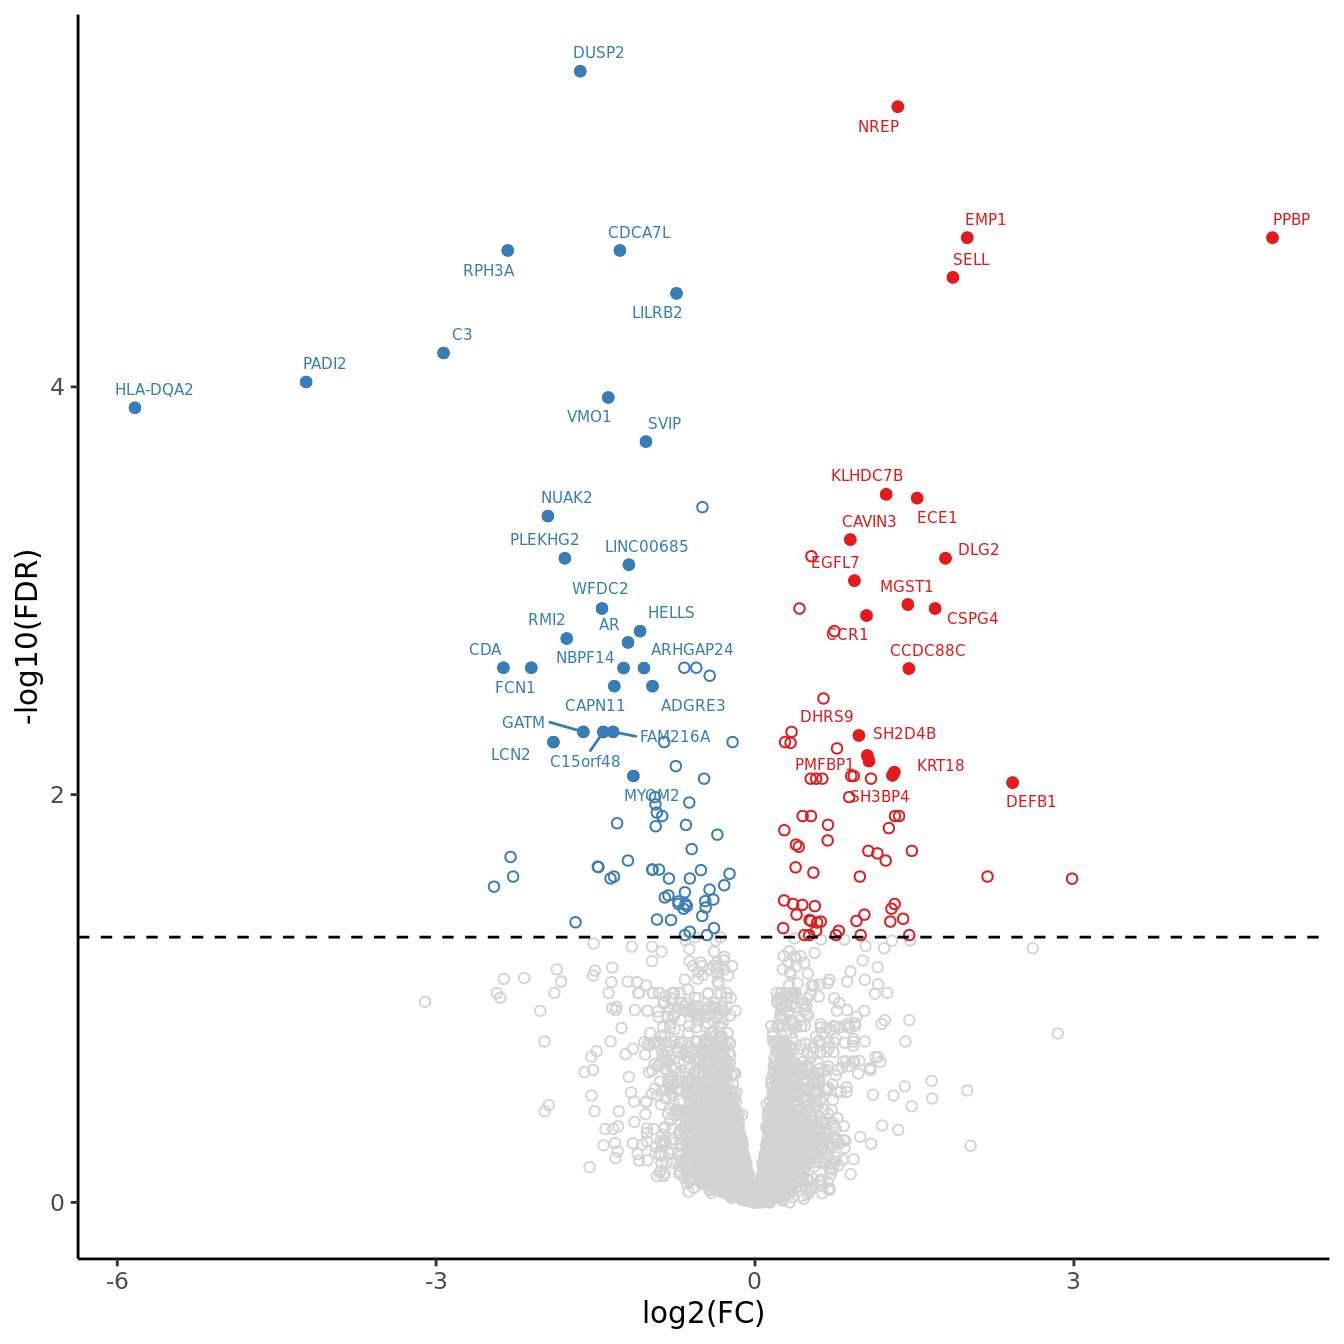 DUSP2
NREP
EMP1
PPBP
CDCA7L
SELL
RPH3A
LILRB2
C3
PADI2
4
HLA-DQA2
VMO1
SVIP
KLHDC7B
NUAK2
ECE1
CAVIN3
PLEKHG2
LINC00685
DLG2
EGFL7
WFDC2
MGST1
HELLS
RMI2
AR
CSPG4
CCR1
CDA
NBPF14
ARHGAP24
CCDC88C
FCN1
CAPN11
ADGRE3
DHRS9
GATM
FAM216A
SH2D4B
LCN2
C15orf48
PMFBP1
KRT18
2
MYOM2
SH3BP4
DEFB1
-log10(FDR)
0
-6
-3
0
3
log2(FC)